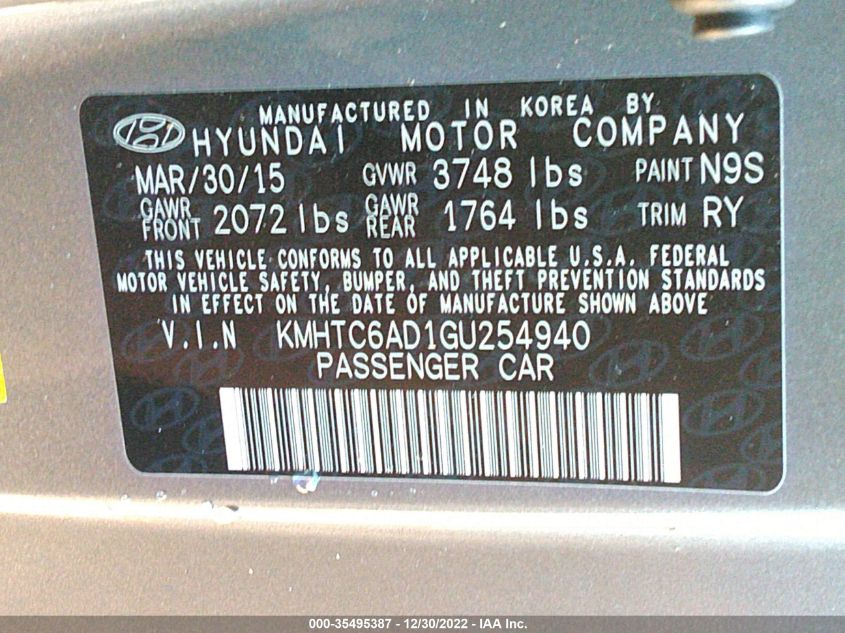 MANUFACTURED IN KOREA BY
HYUNDAI MOTOR COMPANY
MAR/30/15 GVWR 3748 lbs PAINT N9S
GAWR FRONT 2072 lbs GAWR REAR 1764 lbs TRIM RY
THIS VEHICLE CONFORMS TO ALL APPLICABLE U.S.A. FEDERAL
MOTOR VEHICLE SAFETY, BUMPER, AND THEFT PREVENTION STANDARDS
IN EFFECT ON THE DATE OF MANUFACTURE SHOWN ABOVE
V.I.N KMHTC6AD1GU254940
PASSENGER CAR
000-35495387 - 12/30/2022 - IAA Inc.